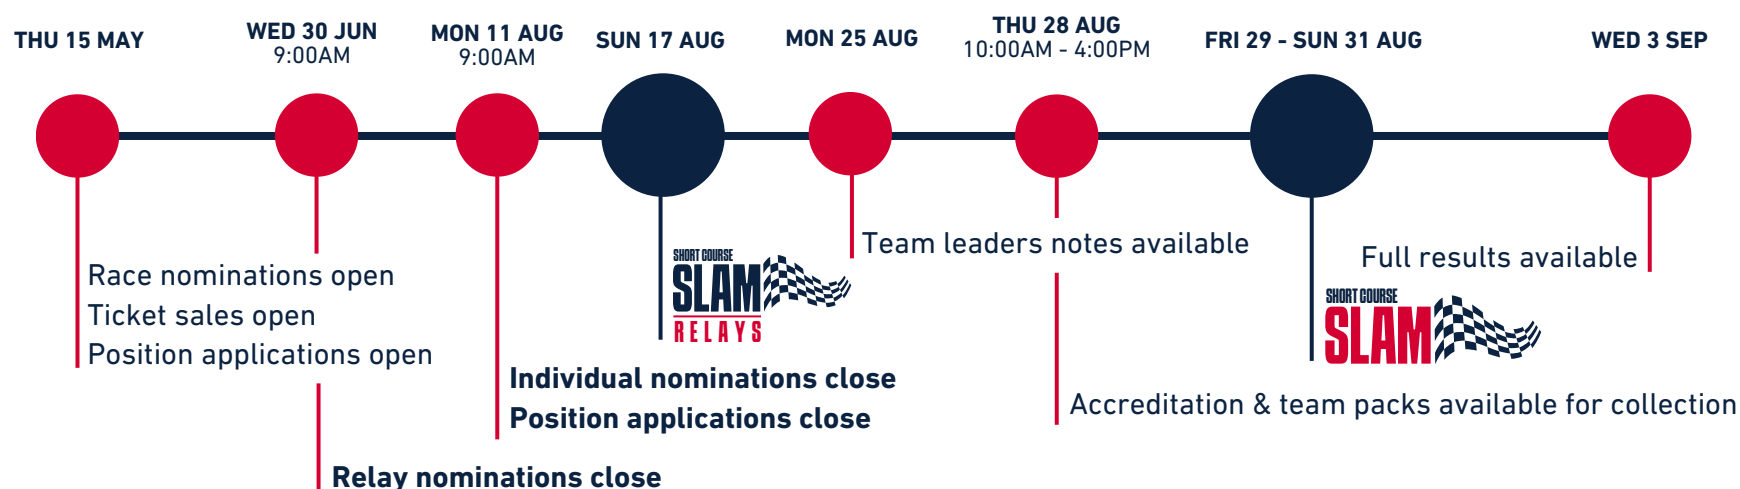 THU 15 MAY
WED 30 JUN
9:00AM
MON 11 AUG
9:00AM
SUN 17 AUG
MON 25 AUG
THU 28 AUG
10:00AM - 4:00PM
FRI 29 - SUN 31 AUG
WED 3 SEP
Race nominations open
Ticket sales open
Position applications open
Relay nominations close
Individual nominations close
Position applications close
SHORT COURSE
SLAM
RELAYS
Team leaders notes available
Accreditation & team packs available for collection
SHORT COURSE
SLAM
Full results available